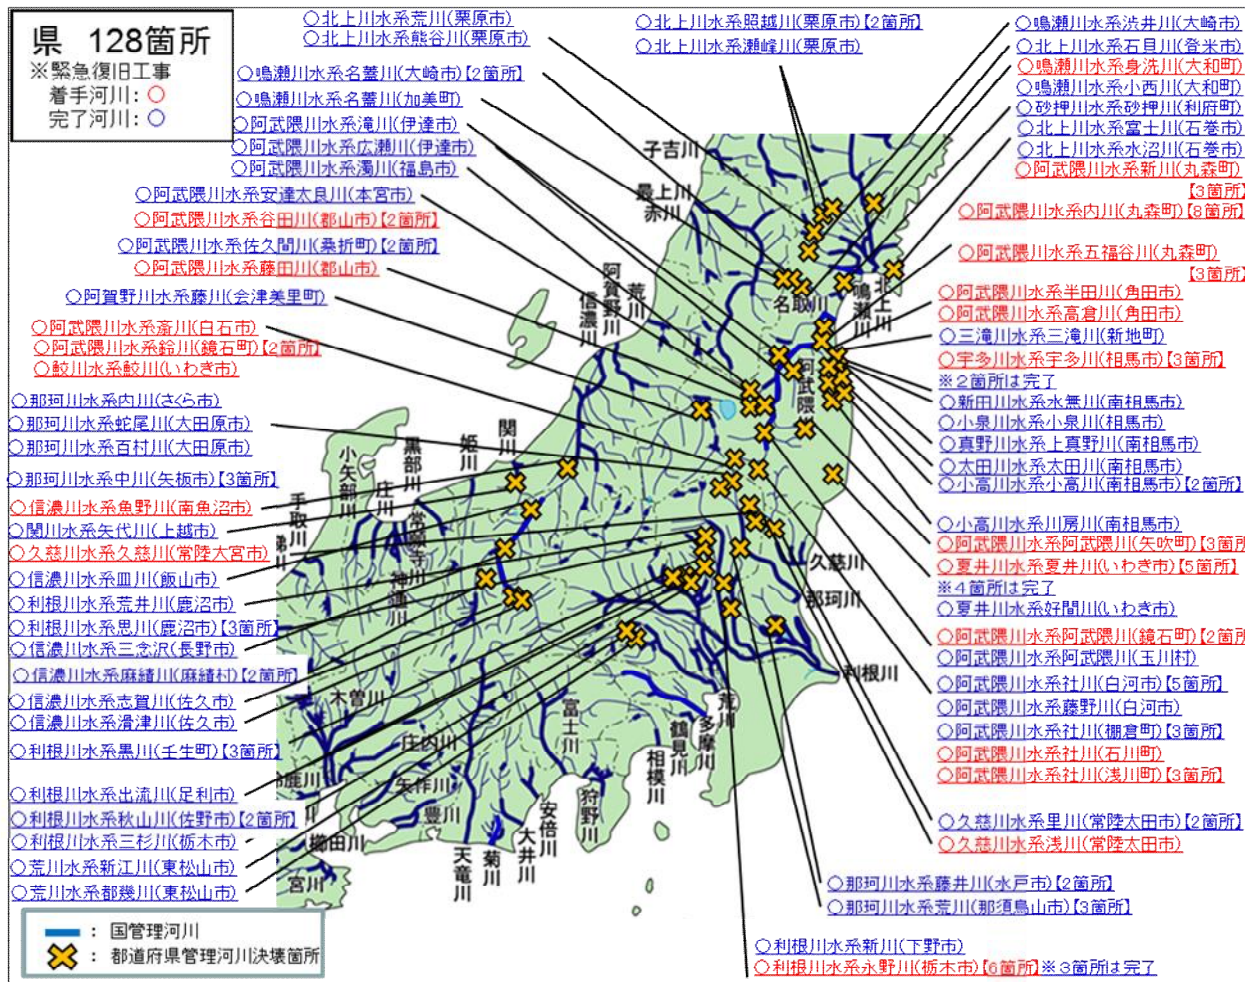 県 128箇所
※緊急復旧工事
着手河川：○
完了河川：○
○北上川水系荒川(栗原市)
○北上川水系熊谷川(栗原市)
○鳴瀬川水系名蓋川(大崎市)【2箇所】
○鳴瀬川水系名蓋川(加美町)
○阿武隈川水系滝川(伊達市)
○阿武隈川水系広瀬川(伊達市)
○阿武隈川水系濁川(福島市)
○阿武隈川水系安達太良川(本宮市)
○阿武隈川水系谷田川(郡山市)【2箇所】
○阿武隈川水系佐久間川(桑折町)【2箇所】
○阿武隈川水系藤田川(郡山市)
○阿賀野川水系藤川(会津美里町)
○阿武隈川水系斎川(白石市)
○阿武隈川水系鈴川(鏡石町)【2箇所】
○鮫川水系鮫川(いわき市)
○那珂川水系内川(さくら市)
○那珂川水系蛇尾川(大田原市)
○那珂川水系百村川(大田原市)
○那珂川水系中川(矢板市)【3箇所】
○信濃川水系魚野川(南魚沼市)
○関川水系矢代川(上越市)
○久慈川水系久慈川(常陸大宮市)
○信濃川水系皿川(飯山市)
○利根川水系荒井川(鹿沼市)
○利根川水系思川(鹿沼市)【3箇所】
○信濃川水系三念沢(長野市)
○信濃川水系麻績川(麻績村)【2箇所】
○信濃川水系志賀川(佐久市)
○信濃川水系滑津川(佐久市)
○利根川水系黒川(壬生町)【3箇所】
○利根川水系出流川(足利市)
○利根川水系秋山川(佐野市)【2箇所】
○利根川水系三杉川(栃木市)
○荒川水系新江川(東松山市)
○荒川水系都幾川(東松山市)
○北上川水系照越川(栗原市)【2箇所】
○北上川水系瀬峰川(栗原市)
○鳴瀬川水系渋井川(大崎市)
○北上川水系石貝川(登米市)
○鳴瀬川水系身洗川(大和町)
○鳴瀬川水系小西川(大和町)
○砂押川水系砂押川(利府町)
○北上川水系富士川(石巻市)
○北上川水系水沼川(石巻市)
○阿武隈川水系新川(丸森町)
【3箇所】
○阿武隈川水系内川(丸森町)【8箇所】
○阿武隈川水系五福谷川(丸森町)
【3箇所】
○阿武隈川水系半田川(角田市)
○阿武隈川水系高倉川(角田市)
○三滝川水系三滝川(新地町)
○宇多川水系宇多川(相馬市)【3箇所】
※２箇所は完了
○新田川水系水無川(南相馬市)
○小泉川水系小泉川(相馬市)
○真野川水系上真野川(南相馬市)
○太田川水系太田川(南相馬市)
○小高川水系小高川(南相馬市)【2箇所】
○小高川水系川房川(南相馬市)
○阿武隈川水系阿武隈川(矢吹町)【3箇所
○夏井川水系夏井川(いわき市)【5箇所】
※４箇所は完了
○夏井川水系好間川(いわき市)
○阿武隈川水系阿武隈川(鏡石町)【2箇所
○阿武隈川水系阿武隈川(玉川村)
○阿武隈川水系社川(白河市)【5箇所】
○阿武隈川水系藤野川(白河市)
○阿武隈川水系社川(棚倉町)【3箇所】
○阿武隈川水系社川(石川町)
○阿武隈川水系社川(浅川町)【3箇所】
○久慈川水系里川(常陸太田市)【2箇所】
○久慈川水系浅川(常陸太田市)
○那珂川水系藤井川(水戸市)【2箇所】
○那珂川水系荒川(那須烏山市)【3箇所】
○利根川水系新川(下野市)
○利根川水系永野川(栃木市)【6箇所】※３箇所は完了
子吉川
最上川
赤川
荒川
阿賀野川
信濃川
名取川
鳴瀬川
北上川
阿武隈
関川
姫川
黒部川
常願寺川
神通川
庄川
小矢部川
手取川
久慈川
那珂川
利根川
荒川
多摩川
鶴見川
相模川
富士川
狩野川
安倍川
大井川
菊川
天竜川
豊川
矢作川
庄内川
木曽川
鹿川
櫛田川
宮川
：国管理河川
：都道府県管理河川決壊箇所